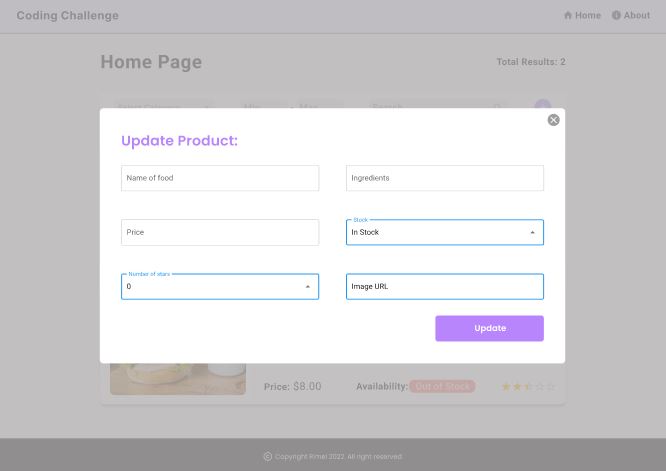 Coding Challenge
Home
About
Home Page
Total Results: 2
Select Category
Min - Max
Search
Update Product:
Name of food
Ingredients
Price
Stock
In Stock
Number of stars
0
Image URL
Update
Price: $8.00
Availability: Out of Stock
© Copyright Rimel 2022. All right reserved